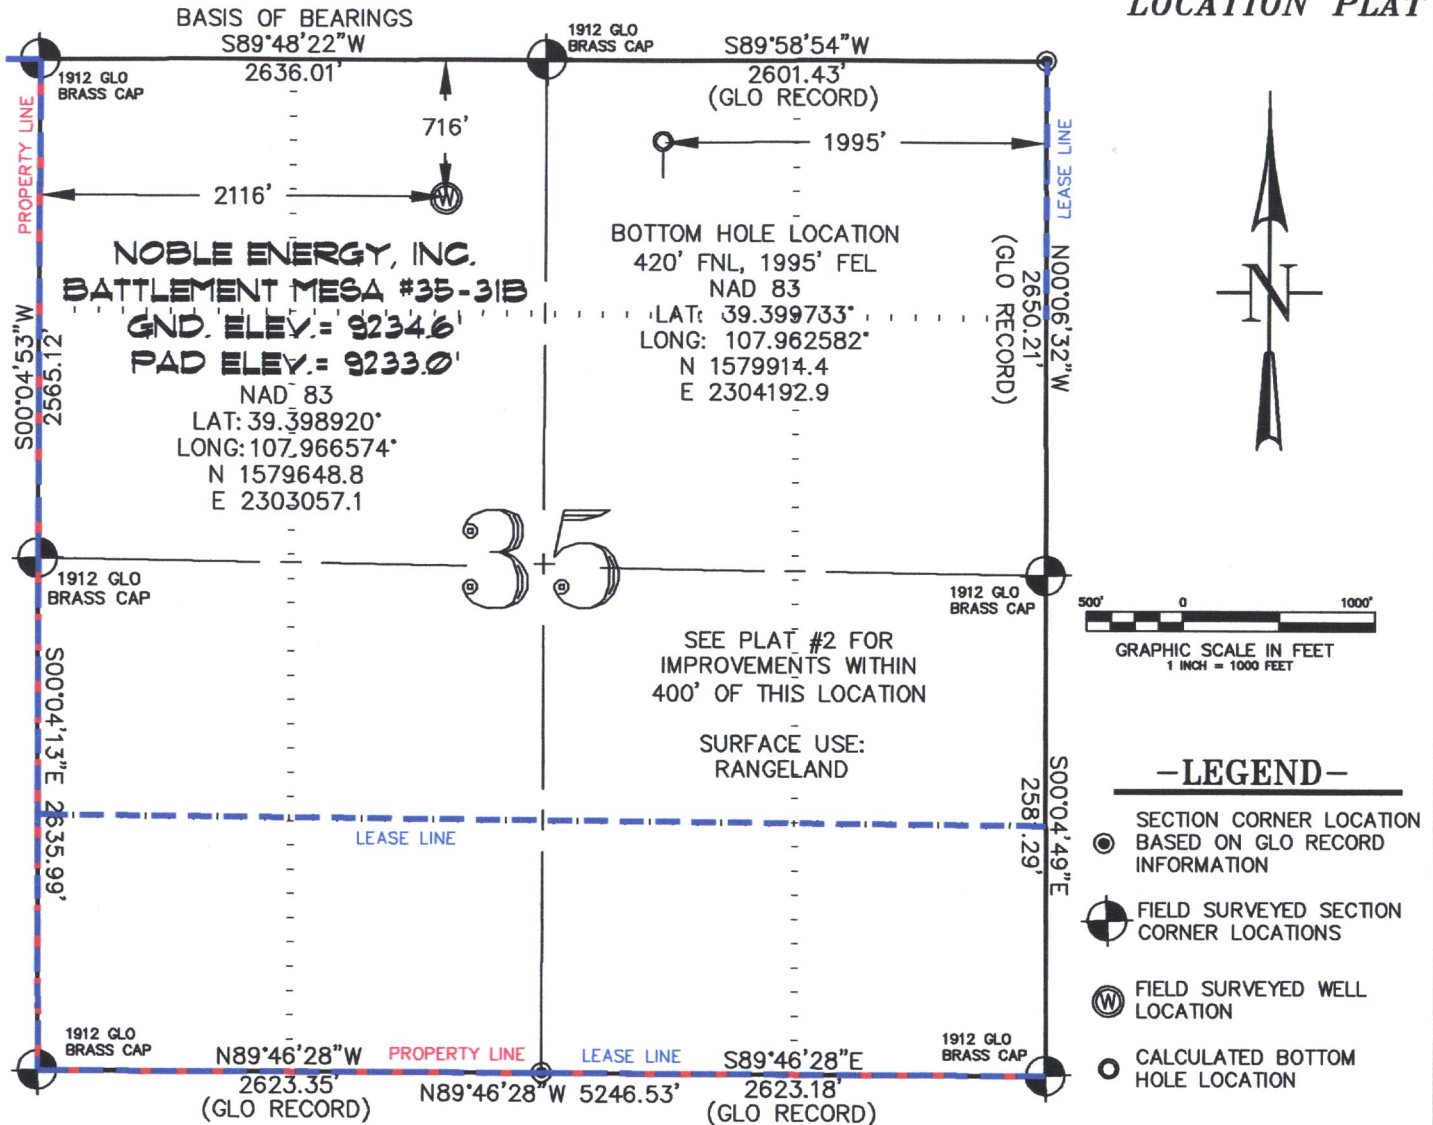 LOCATION PLAT
BASIS OF BEARINGS
S89°48'22"W
2636.01'
1912 GLO
BRASS CAP
1912 GLO
BRASS CAP
S89°58'54"W
2601.43'
(GLO RECORD)
PROPERTY LINE
716'
2116'
W
1995'
LEASE LINE
NOBLE ENERGY, INC.
BATTLEMENT MESA #35-31B
GND. ELEV.= 9234.6'
PAD ELEV.= 9233.0'
NAD 83
LAT: 39.398920°
LONG: 107.966574°
N 1579648.8
E 2303057.1
BOTTOM HOLE LOCATION
420' FNL, 1995' FEL
NAD 83
LAT: 39.399733°
LONG: 107.962582°
N 1579914.4
E 2304192.9
S00°04'53"W
2565.12'
N00°06'32"W
2650.21'
(GLO RECORD)
N
35
1912 GLO
BRASS CAP
1912 GLO
BRASS CAP
500' 0 1000'
GRAPHIC SCALE IN FEET
1 INCH = 1000 FEET
SEE PLAT #2 FOR
IMPROVEMENTS WITHIN
400' OF THIS LOCATION
SURFACE USE:
RANGELAND
S00°04'13"E 2635.99'
LEASE LINE
S00°04'49"E
-LEGEND-
SECTION CORNER LOCATION
BASED ON GLO RECORD
INFORMATION
FIELD SURVEYED SECTION
CORNER LOCATIONS
W FIELD SURVEYED WELL
LOCATION
CALCULATED BOTTOM
HOLE LOCATION
1912 GLO
BRASS CAP
1912 GLO
BRASS CAP
N89°46'28"W
2623.35'
(GLO RECORD)
PROPERTY LINE
LEASE LINE
N89°46'28"W 5246.53'
S89°46'28"E
2623.18'
(GLO RECORD)